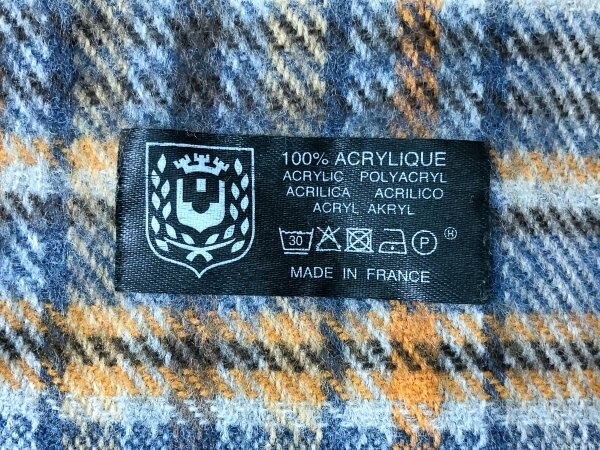 100% ACRYLIQUE
ACRYLIC POLYACRYL
ACRILICA ACRILICO
ACRYL AKRYL
30 P ®
MADE IN FRANCE